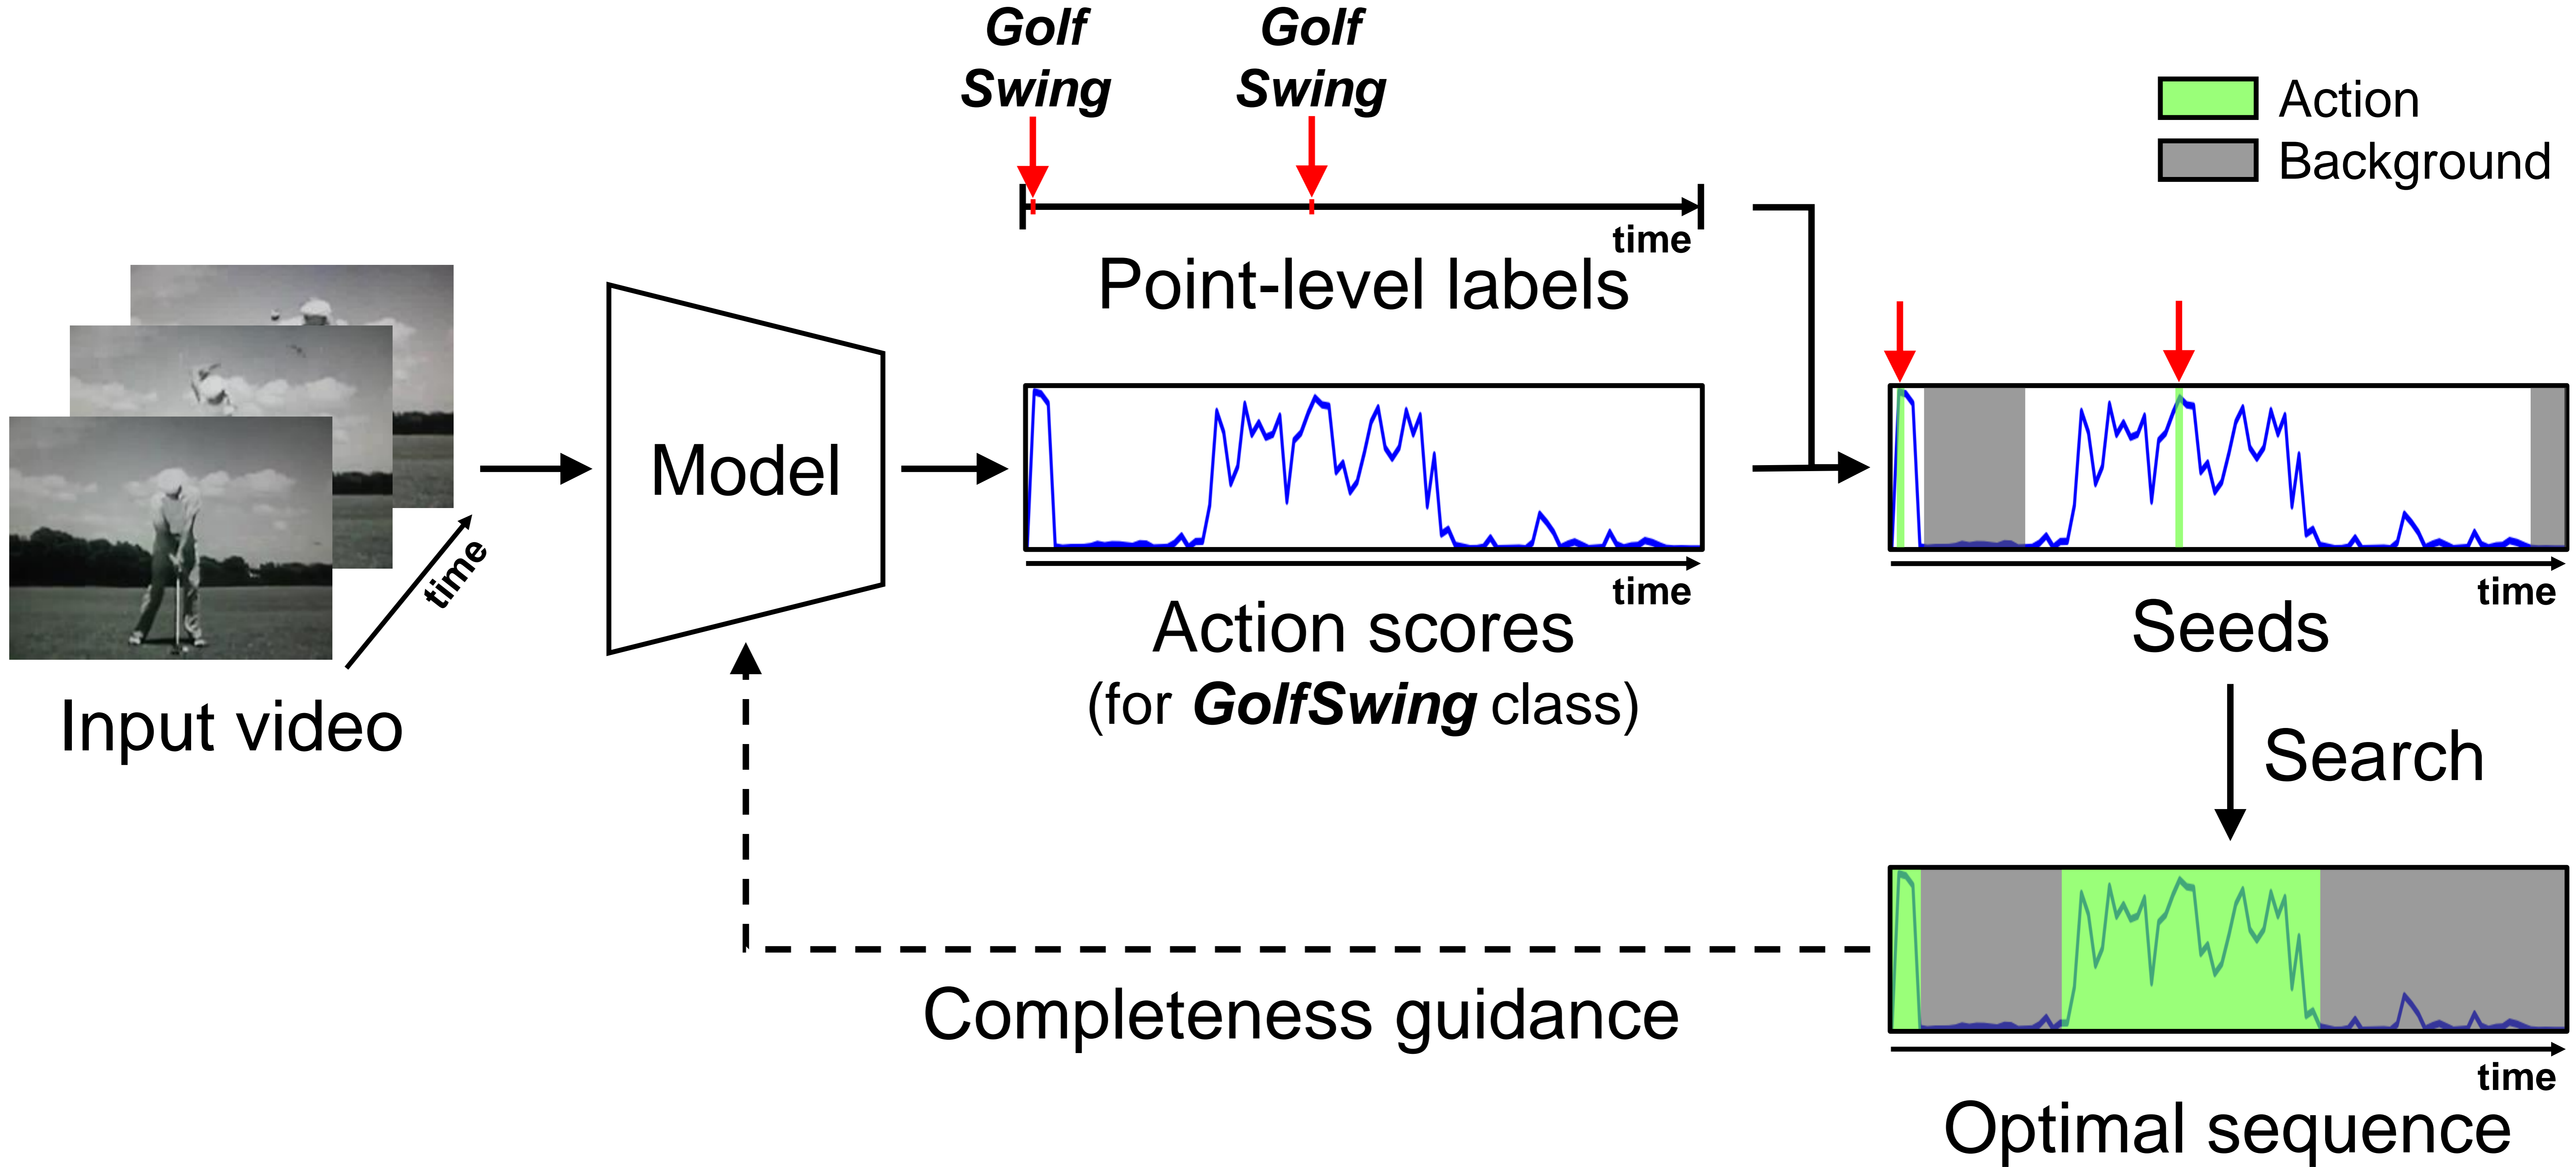 Golf
Swing
Golf
Swing
Action
Background
time
Point-level labels
Model
time
time
Action scores
(for GolfSwing class)
time
Seeds
Input video
Search
Completeness guidance
time
Optimal sequence